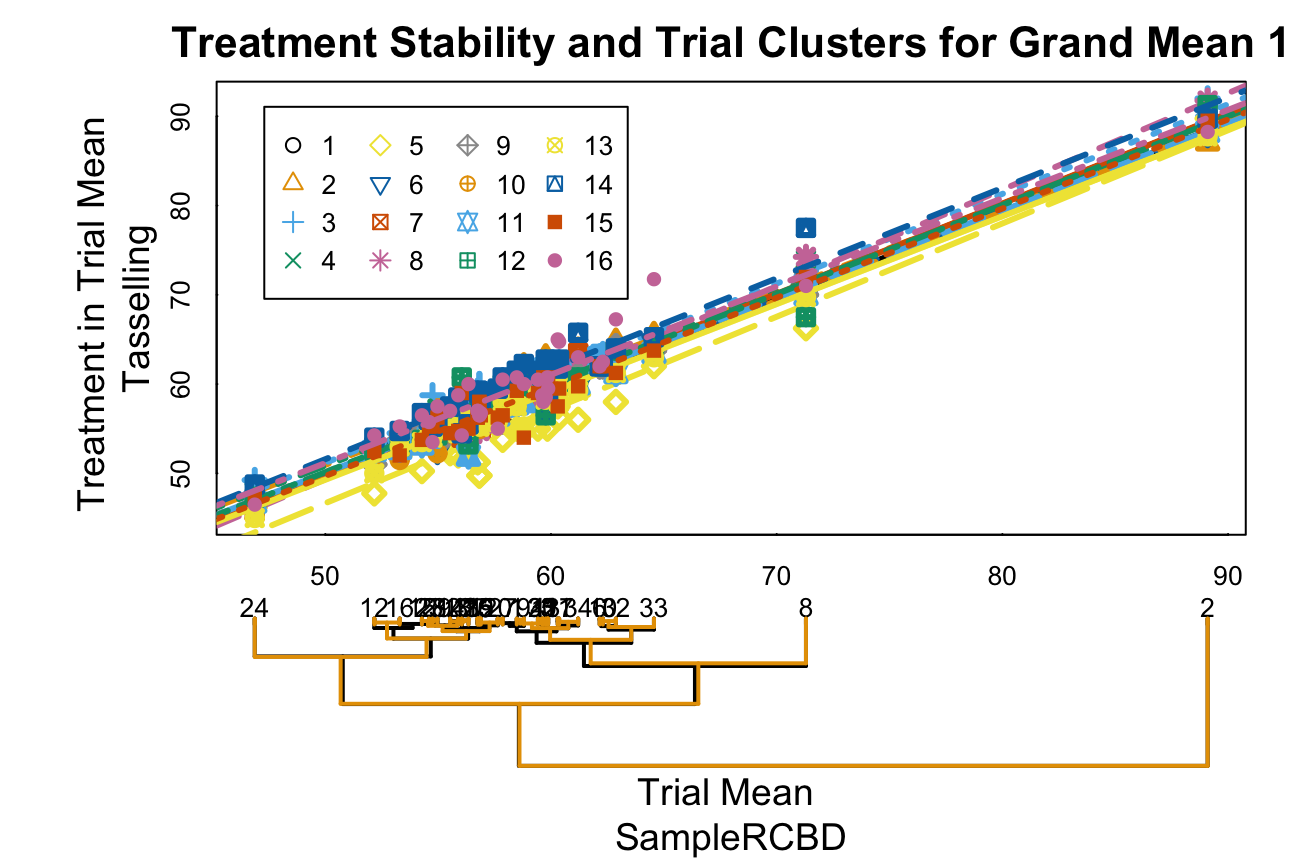 Treatment Stability and Trial Clusters for Grand Mean 1
Treatment in Trial Mean
Tasselling
90
80
70
60
50
1 5 9 13
2 6 10 14
3 7 11 15
4 8 12 16
50 60 70 80 90
24 33 8 2
Trial Mean
SampleRCBD